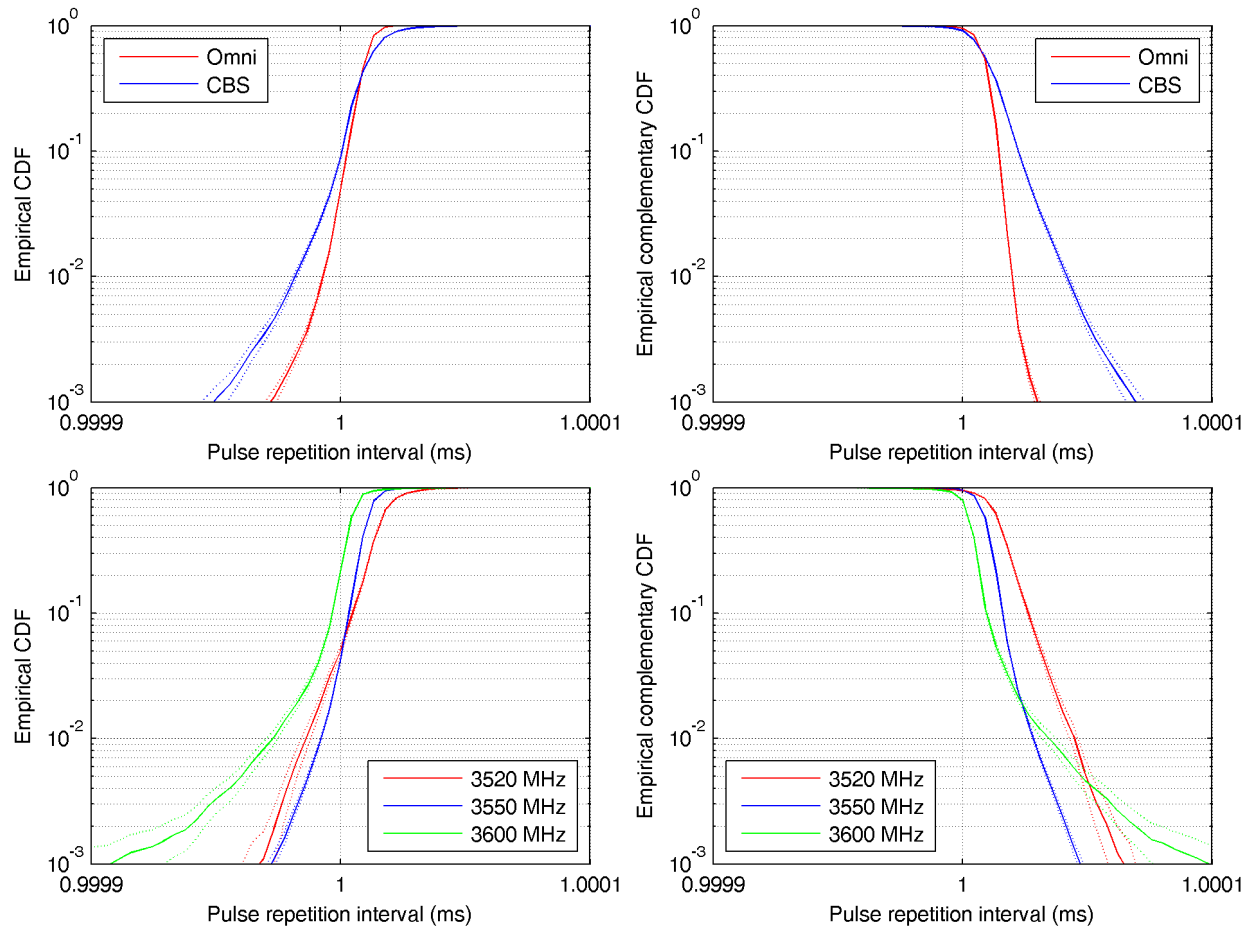 10^0
10^-1
10^-2
10^-3
Empirical CDF
Omni
CBS
0.9999
1
1.0001
Pulse repetition interval (ms)
10^0
10^-1
10^-2
10^-3
Empirical complementary CDF
Omni
CBS
0.9999
1
1.0001
Pulse repetition interval (ms)
10^0
10^-1
10^-2
10^-3
Empirical CDF
3520 MHz
3550 MHz
3600 MHz
0.9999
1
1.0001
Pulse repetition interval (ms)
10^0
10^-1
10^-2
10^-3
Empirical complementary CDF
3520 MHz
3550 MHz
3600 MHz
0.9999
1
1.0001
Pulse repetition interval (ms)